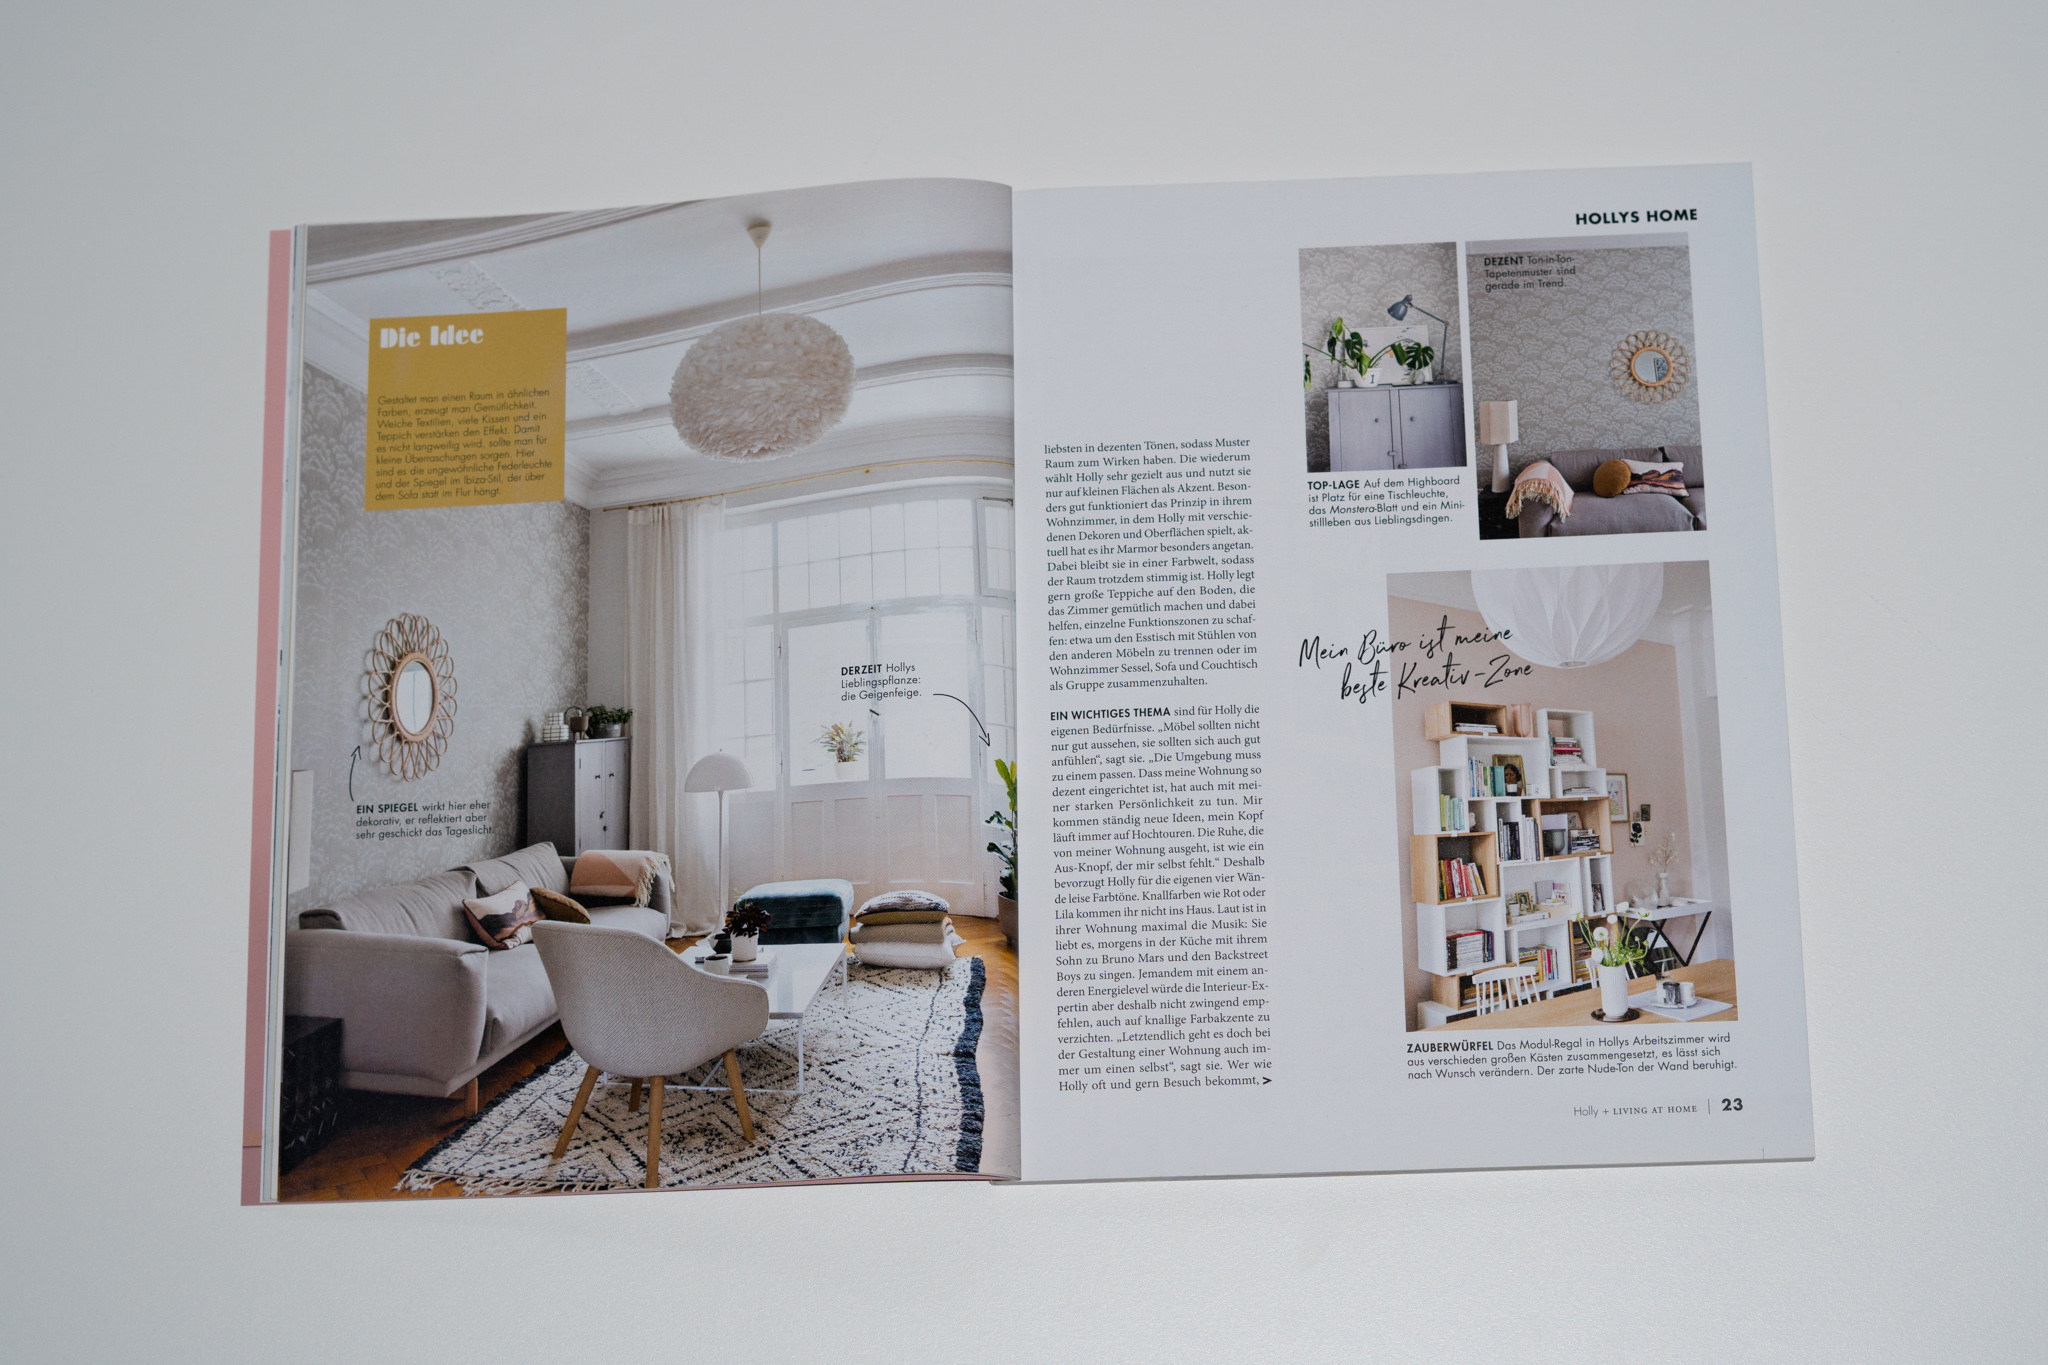 Die Idee
Gestaltet man einen Raum in ähnlichen
Farben, erzeugt man Gemütlichkeit.
Weiche Textilien, viele Kissen und ein
Teppich verstärken den Effekt. Damit
es nicht langweilig wird, sollte man für
kleine Überraschungen sorgen. Hier
sind es die ungewöhnliche Federleuchte
und der Spiegel im Ibiza-Stil, der über
dem Sofa statt im Flur hängt.
DERZEIT Hollys
Lieblingspflanze:
die Geigenfeige.
EIN SPIEGEL wirkt hier eher
dekorativ, er reflektiert aber
sehr geschickt das Tageslicht.
HOLLYS HOME
liebsten in dezenten Tönen, sodass Muster
Raum zum Wirken haben. Die wiederum
wählt Holly sehr gezielt aus und nutzt sie
nur auf kleinen Flächen als Akzent. Beson-
ders gut funktioniert das Prinzip in ihrem
Wohnzimmer, in dem Holly mit verschie-
denen Dekoren und Oberflächen spielt, ak-
tuell hat es ihr Marmor besonders angetan.
Dabei bleibt sie in einer Farbwelt, sodass
der Raum trotzdem stimmig ist. Holly legt
gern große Teppiche auf den Boden, die
das Zimmer gemütlich machen und dabei
helfen, einzelne Funktionszonen zu schaf-
fen: etwa um den Esstisch mit Stühlen von
den anderen Möbeln zu trennen oder im
Wohnzimmer Sessel, Sofa und Couchtisch
als Gruppe zusammenzuhalten.
EIN WICHTIGES THEMA sind für Holly die
eigenen Bedürfnisse. „Möbel sollten nicht
nur gut aussehen, sie sollten sich auch gut
anfühlen“, sagt sie. „Die Umgebung muss
zu einem passen. Dass meine Wohnung so
dezent eingerichtet ist, hat auch mit mei-
ner starken Persönlichkeit zu tun. Mir
kommen ständig neue Ideen, mein Kopf
läuft immer auf Hochtouren. Die Ruhe, die
von meiner Wohnung ausgeht, ist wie ein
Aus-Knopf, der mir selbst fehlt.“ Deshalb
bevorzugt Holly für die eigenen vier Wän-
de leise Farbtöne. Knallfarben wie Rot oder
Lila kommen ihr nicht ins Haus. Laut ist in
ihrer Wohnung maximal die Musik: Sie
liebt es, morgens in der Küche mit ihrem
Sohn zu Bruno Mars und den Backstreet
Boys zu singen. Jemandem mit einem an-
deren Energielevel würde die Interieur-Ex-
pertin aber deshalb nicht zwingend emp-
fehlen, auch auf knallige Farbakzente zu
verzichten. „Letztendlich geht es doch bei
der Gestaltung einer Wohnung auch im-
mer um einen selbst“, sagt sie. Wer wie
Holly oft und gern Besuch bekommt, >
DEZENT Ton-in-Ton-
Tapetenmuster sind
gerade im Trend.
TOP-LAGE Auf dem Highboard
ist Platz für eine Tischleuchte,
das Monstera-Blatt und ein Mini-
stillleben aus Lieblingsdingen.
Mein Büro ist meine
beste Kreativ-Zone
ZAUBERWÜRFEL Das Modul-Regal in Hollys Arbeitszimmer wird
aus verschieden großen Kästen zusammengesetzt, es lässt sich
nach Wunsch verändern. Der zarte Nude-Ton der Wand beruhigt.
Holly + LIVING AT HOME | 23